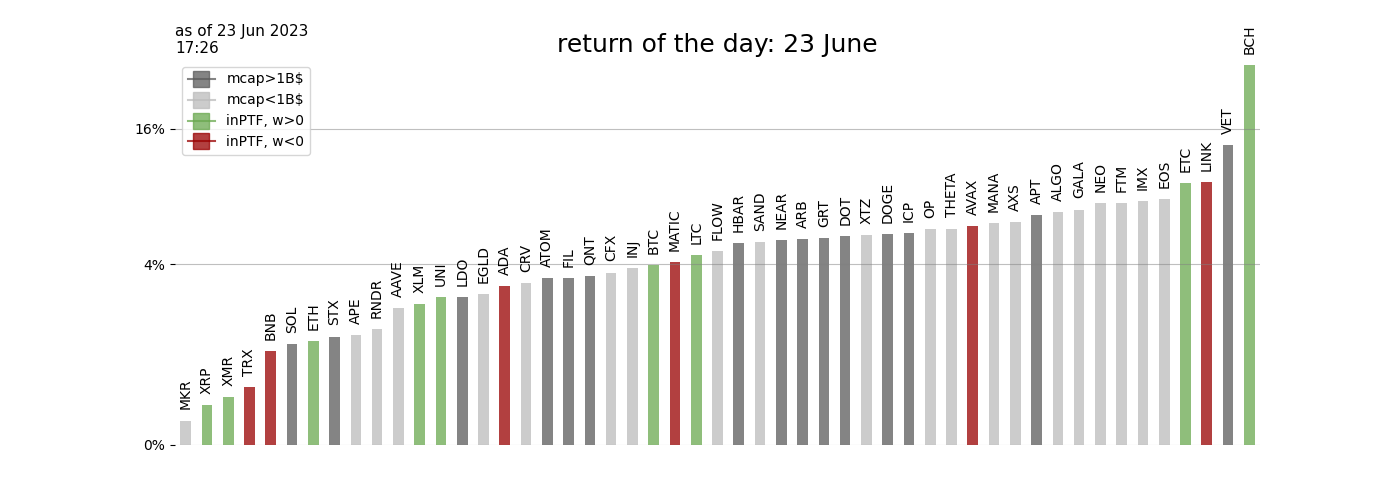 as of 23 Jun 2023
17:26
return of the day: 23 June
mcap>1B$
mcap<1B$
inPTF, w>0
inPTF, w<0
16%
4%
0%
MKR
XRP
XMR
TRX
BNB
SOL
ETH
STX
APE
RNDR
AAVE
XLM
UNI
LDO
EGLD
ADA
CRV
ATOM
FIL
QNT
CFX
INJ
BTC
MATIC
LTC
FLOW
HBAR
SAND
NEAR
ARB
GRT
DOT
XTZ
DOGE
ICP
OP
THETA
AVAX
MANA
AXS
APT
ALGO
GALA
NEO
FTM
IMX
EOS
ETC
LINK
VET
BCH